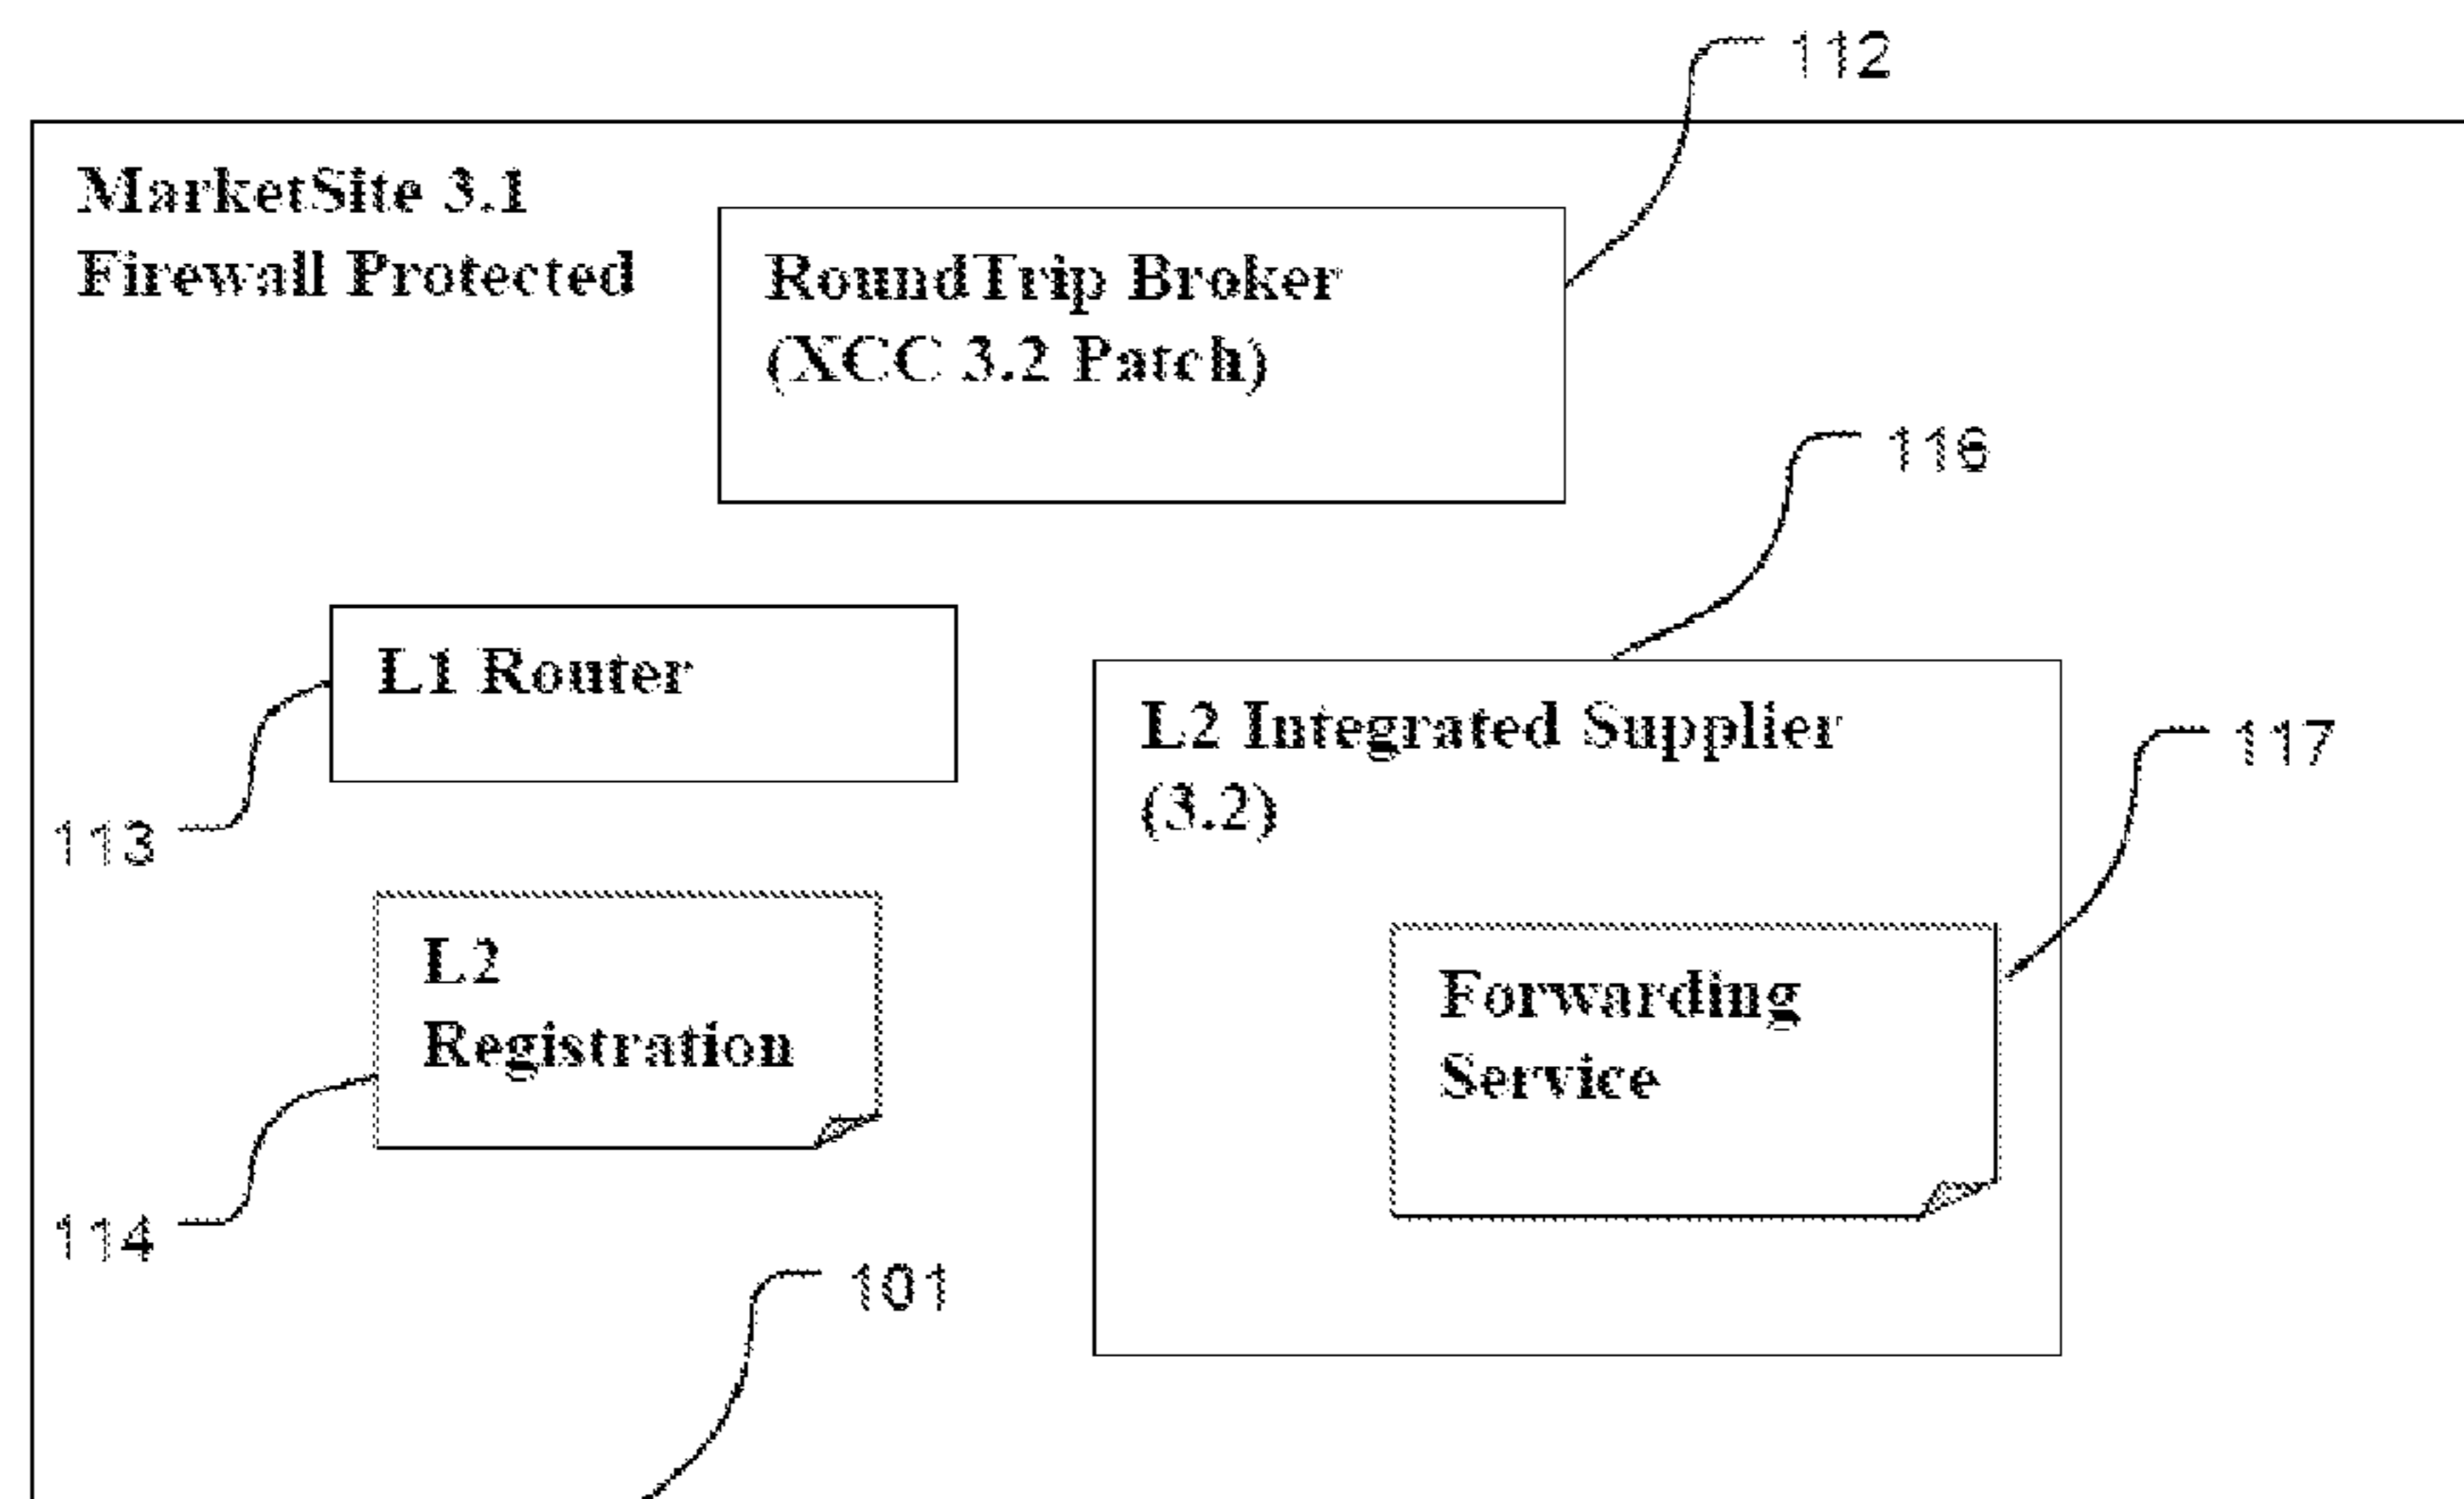 112
MarketSite 3.1
Firewall Protected
RoundTrip Broker
(XCC 3.2 Patch)
116
L1 Router
L2 Integrated Supplier
(3.2)
117
113
L2
Registration
Forwarding
Service
114
101